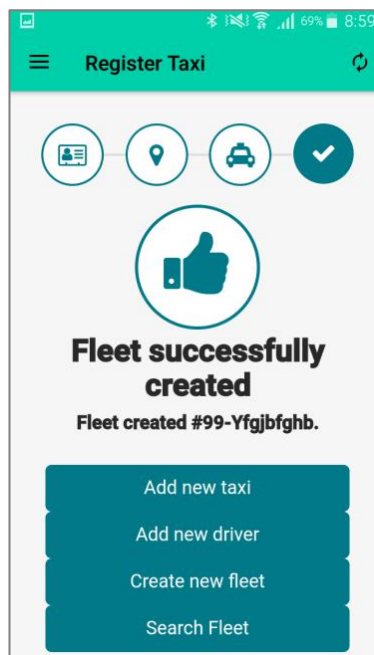 69% 8:59
Register Taxi
Fleet successfully
created
Fleet created #99-Yfgjbfghb.
Add new taxi
Add new driver
Create new fleet
Search Fleet